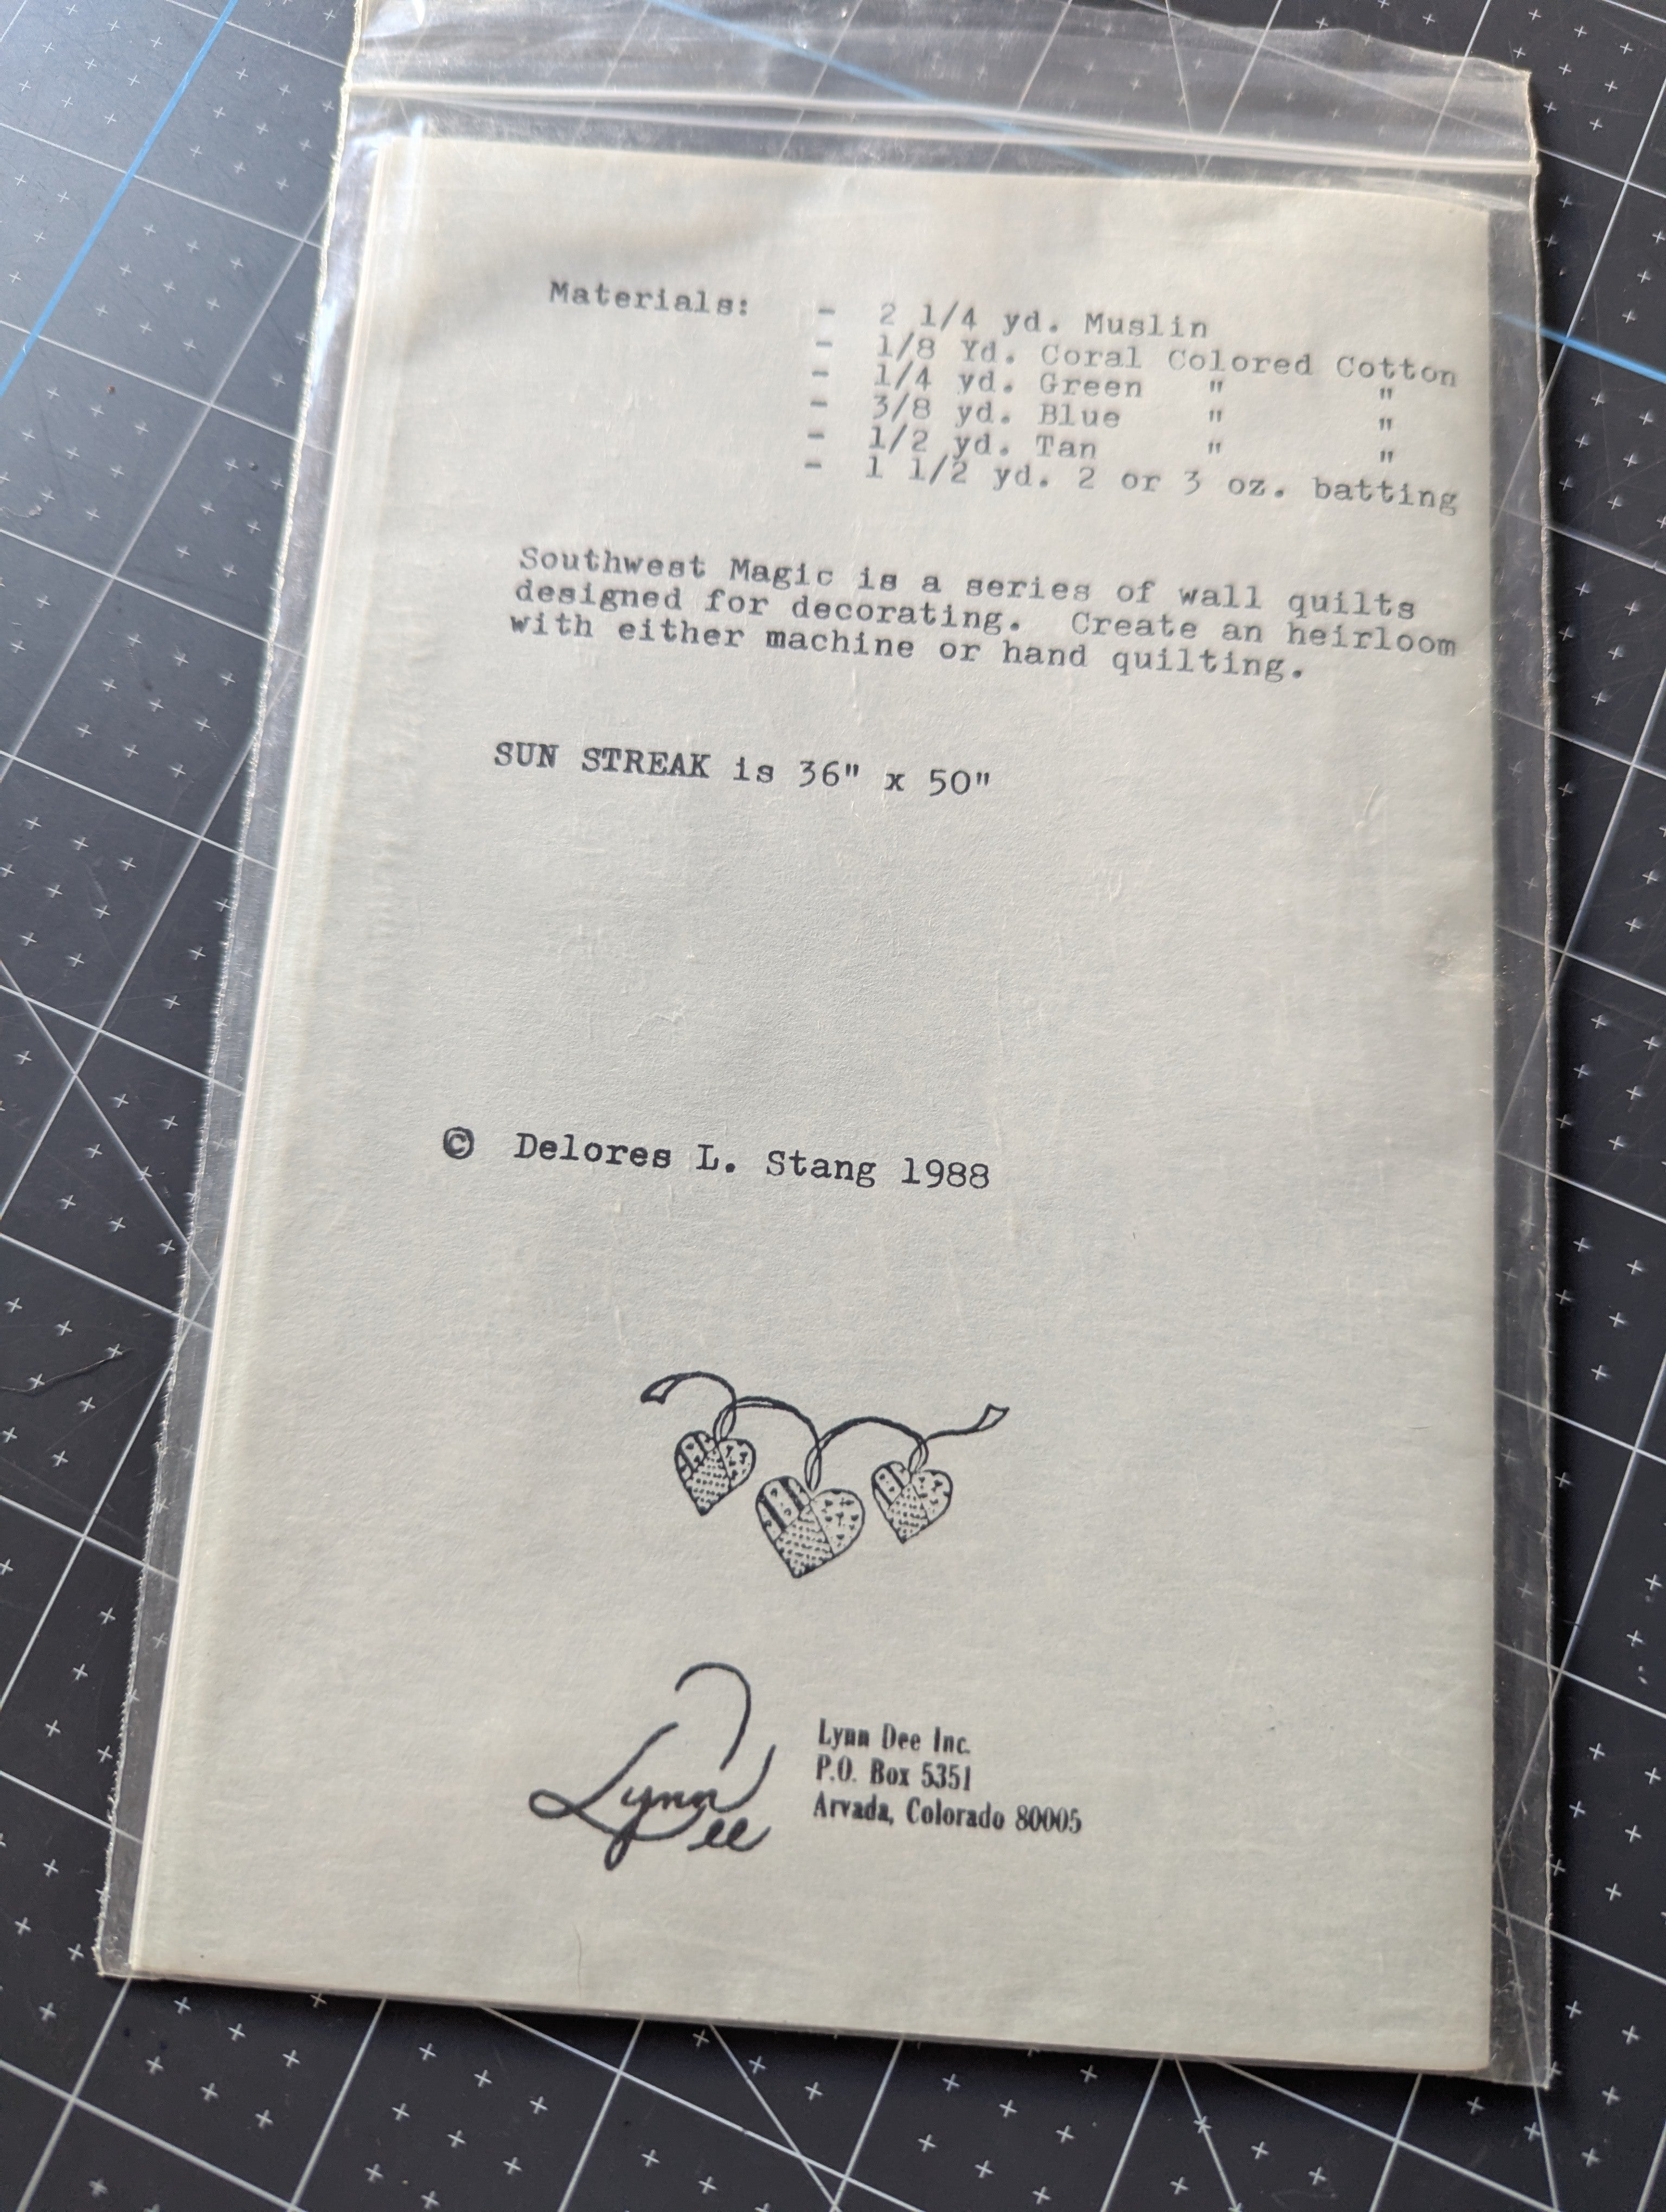 Materials: - 2 1/4 yd. Muslin
- 1/8 Yd. Coral Colored Cotton
- 1/4 yd. Green " "
- 3/8 yd. Blue " "
- 1/2 yd. Tan " "
- 1 1/2 yd. 2 or 3 oz. batting
Southwest Magic is a series of wall quilts
designed for decorating. Create an heirloom
with either machine or hand quilting.
SUN STREAK is 36" x 50"
© Delores L. Stang 1988
Lynn
Dee
Lynn Dee Inc.
P.O. Box 5351
Arvada, Colorado 80005